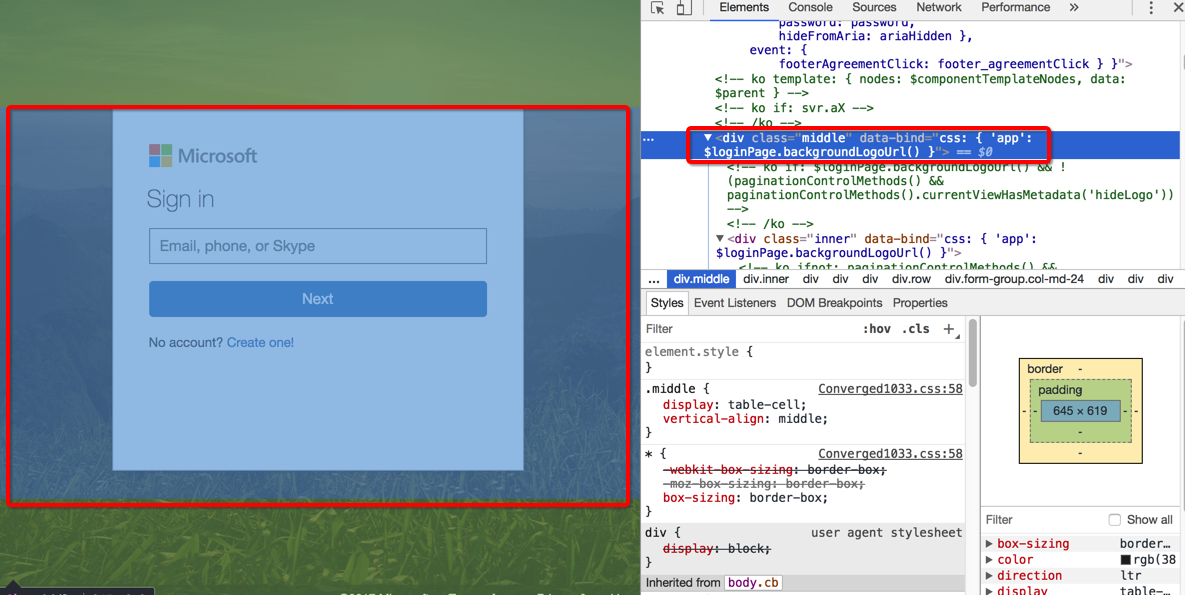 Microsoft
Sign in
Email, phone, or Skype
Next
No account? Create one!
Elements Console Sources Network Performance »
password: password,
hideFromAria: ariaHidden },
event: {
footerAgreementClick: footer_agreementClick } }">
<!-- ko template: { nodes: $componentTemplateNodes, data:
$parent } -->
<!-- ko if: svr.aX -->
<!-- /ko -->
... ▼<div class="middle" data-bind="css: { 'app':
$loginPage.backgroundLogoUrl() }"> == $0
<!-- ko if: $loginPage.backgroundLogoUrl() && !
(paginationControlMethods() &&
paginationControlMethods().currentViewHasMetadata('hideLogo'))
-->
<!-- /ko -->
▼<div class="inner" data-bind="css: { 'app':
$loginPage.backgroundLogoUrl() }">
<!-- ko ifnot: paginationControlMethods() &&
... div.middle div.inner div div div.row div.form-group.col-md-24 div div div
Styles Event Listeners DOM Breakpoints Properties
Filter :hov .cls +
element.style {
}
.middle { Converged1033.css:58
display: table-cell;
vertical-align: middle;
}
* { Converged1033.css:58
-webkit-box-sizing: border-box;
-moz-box-sizing: border-box;
box-sizing: border-box;
}
div { user agent stylesheet
display: block;
}
Inherited from body.cb
border -
padding
- - 645 × 619 - -
-
-
Filter Show all
▶ box-sizing border…
▶ color rgb(38
▶ direction ltr
▶ display table-…